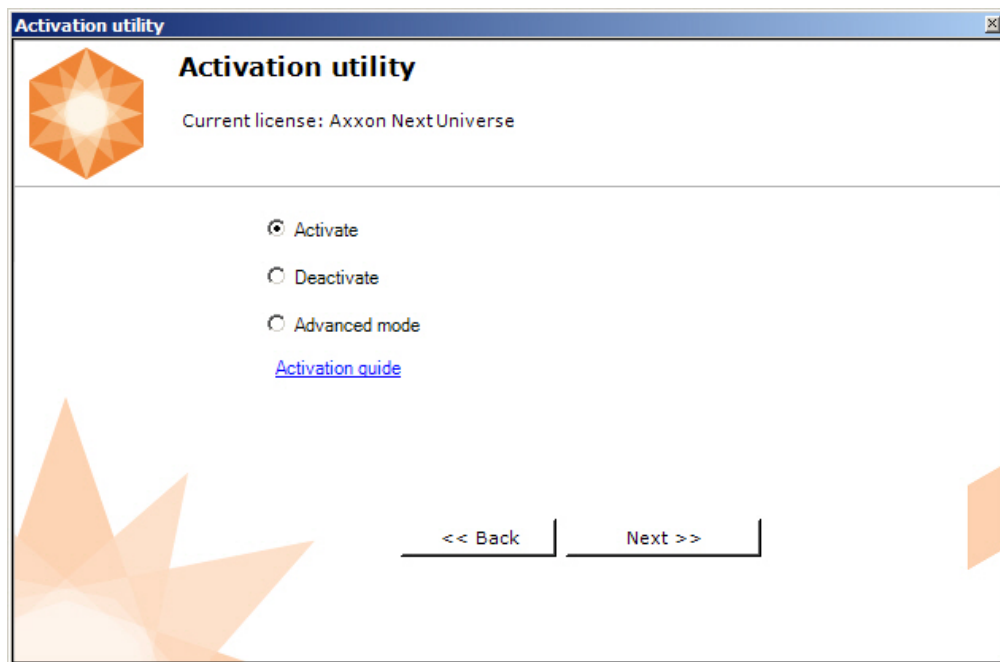 Activation utility
Activation utility
Current license: Axxon Next Universe
Activate
Deactivate
Advanced mode
Activation guide
<< Back
Next >>